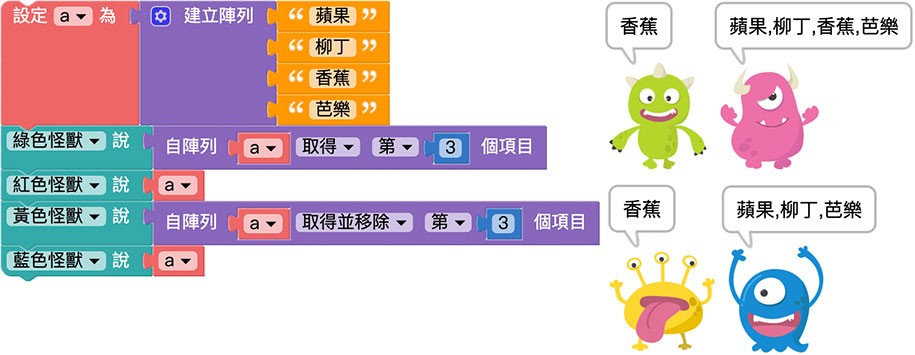 設定 a 為 建立陣列 “ 蘋果 ”
“ 柳丁 ”
“ 香蕉 ”
“ 芭樂 ”
綠色怪獸 說 自陣列 a 取得 第 3 個項目
紅色怪獸 說 a
黃色怪獸 說 自陣列 a 取得並移除 第 3 個項目
藍色怪獸 說 a
香蕉
蘋果,柳丁,香蕉,芭樂
香蕉
蘋果,柳丁,芭樂